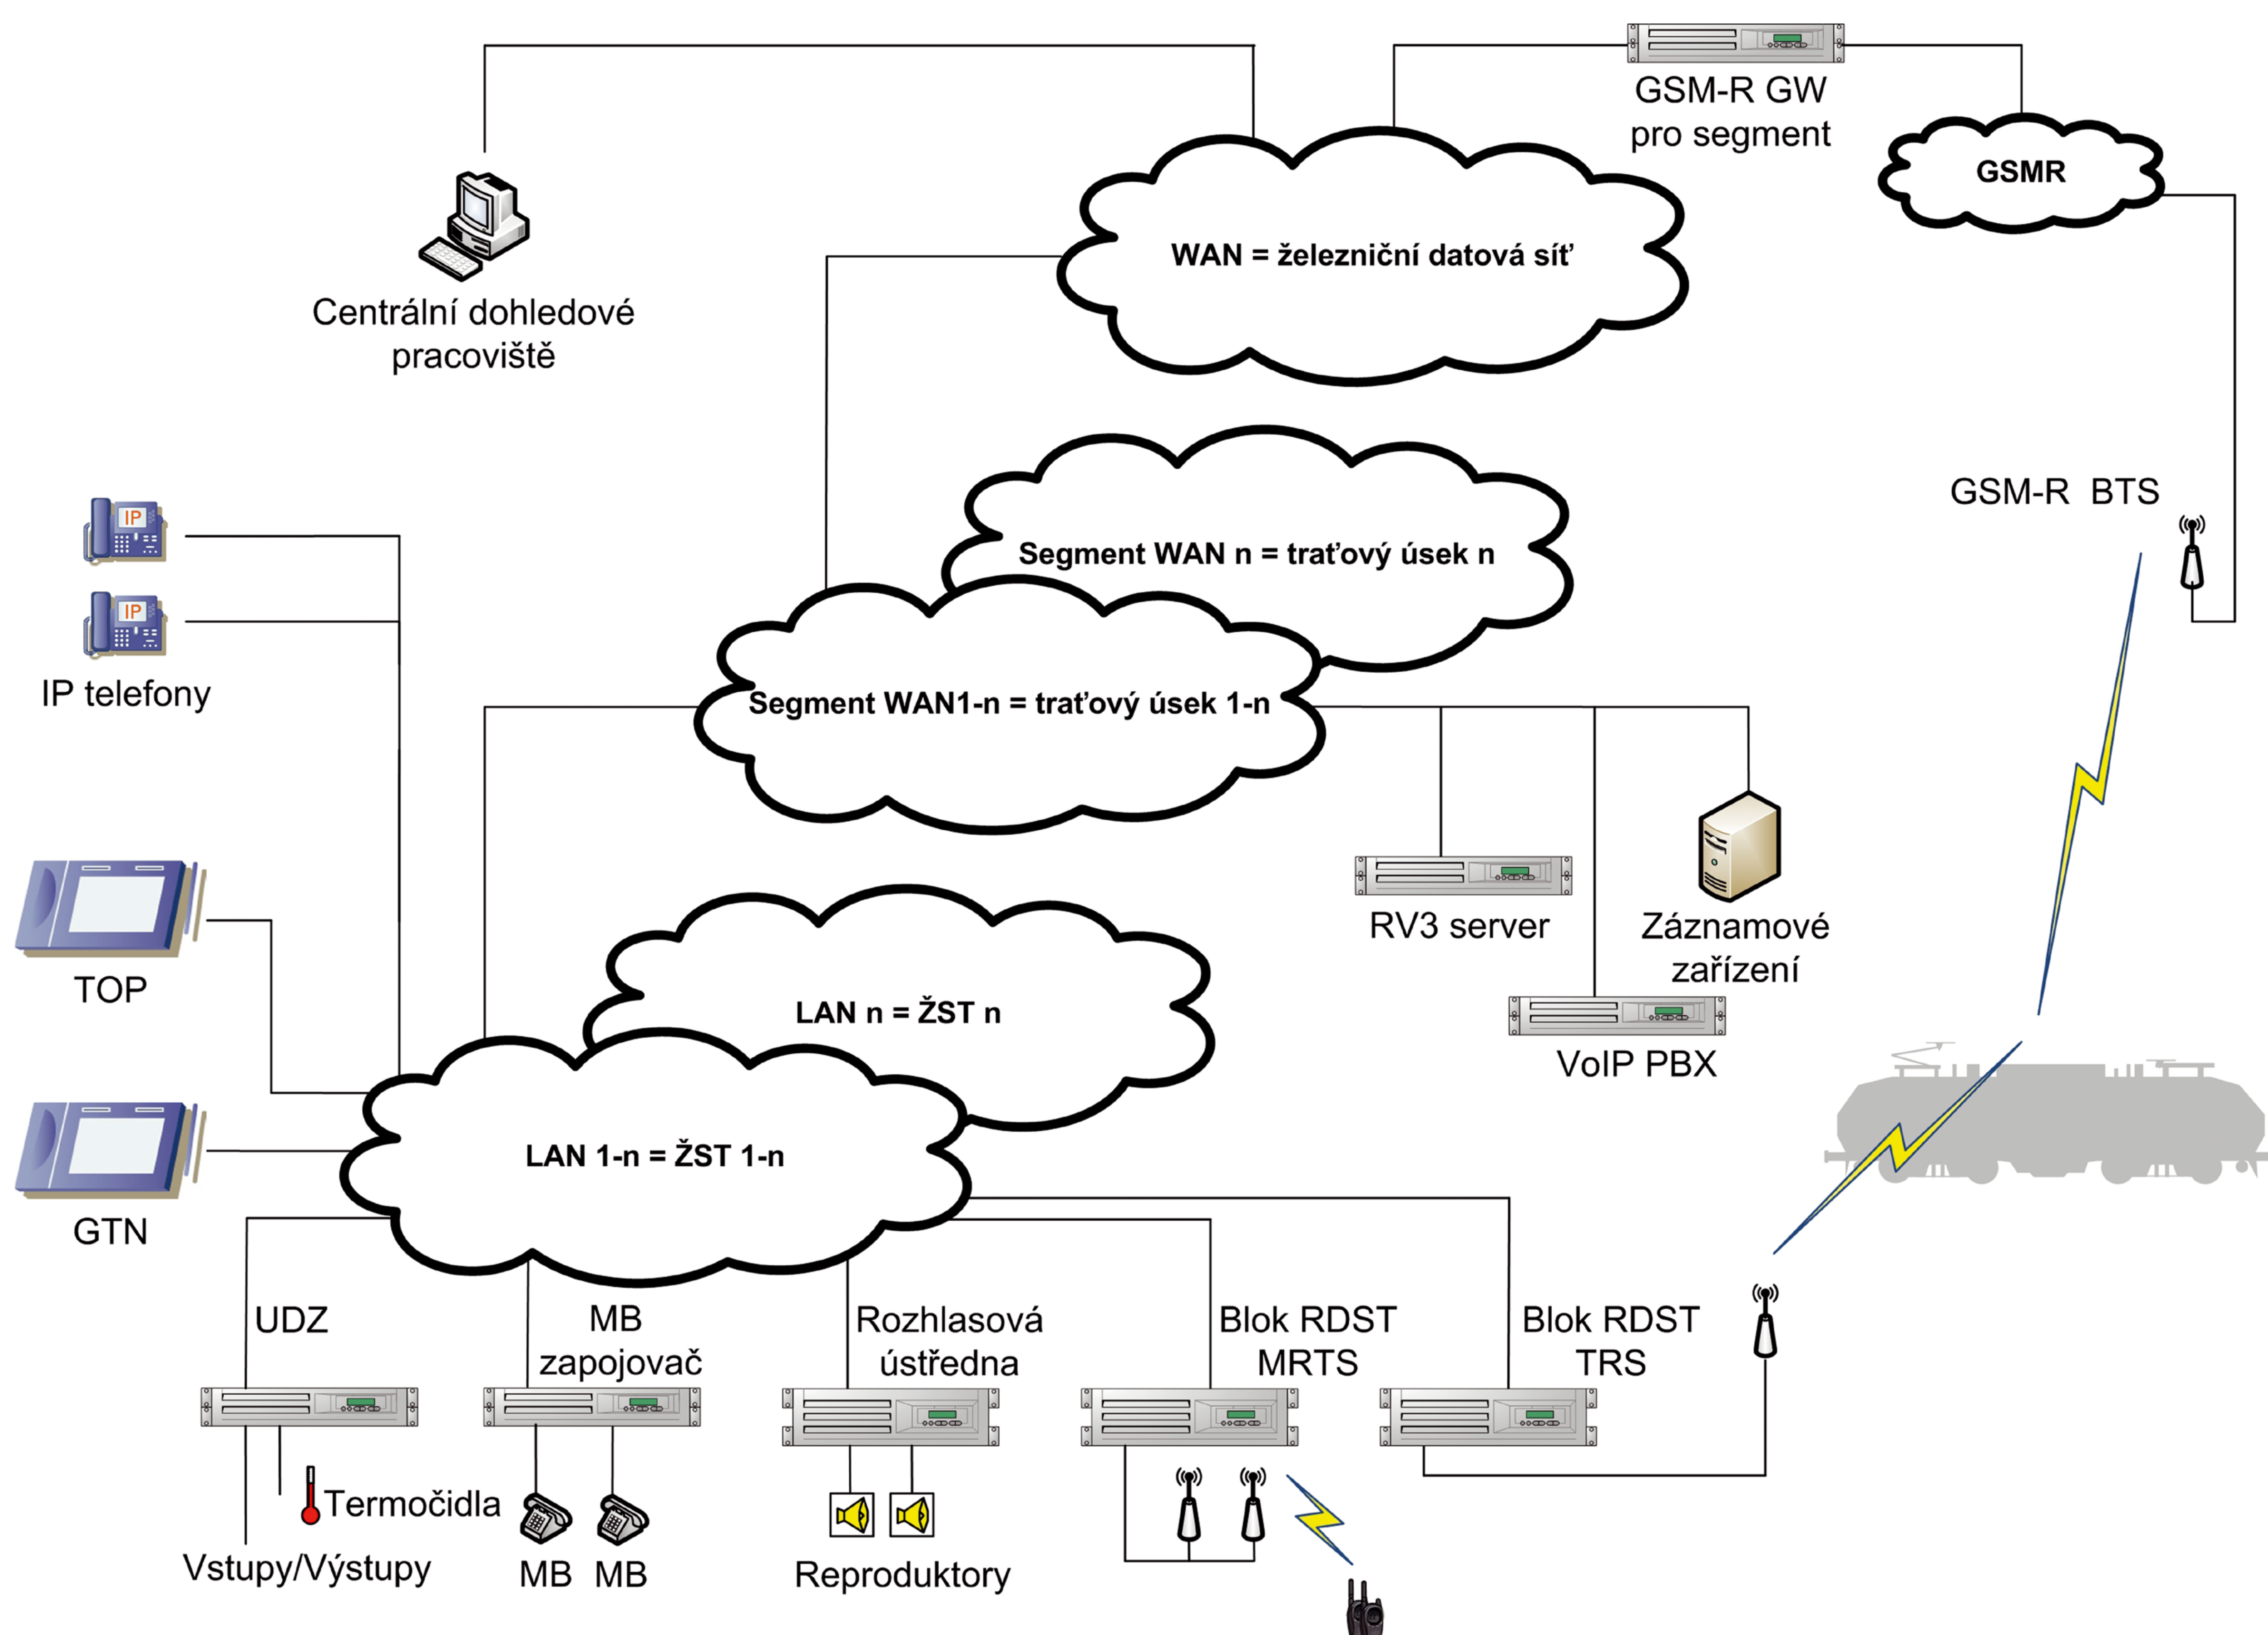 GSM-R GW
pro segment
GSMR
WAN = železniční datová síť
Centrální dohledové
pracoviště
GSM-R BTS
IP
Segment WAN n = traťový úsek n
IP
IP telefony
Segment WAN1-n = traťový úsek 1-n
RV3 server
Záznamové
zařízení
TOP
LAN n = ŽST n
VoIP PBX
LAN 1-n = ŽST 1-n
GTN
UDZ
MB
zapojovač
Rozhlasová
ústředna
Blok RDST
MRTS
Blok RDST
TRS
Termočidla
Vstupy/Výstupy
MB MB
Reproduktory